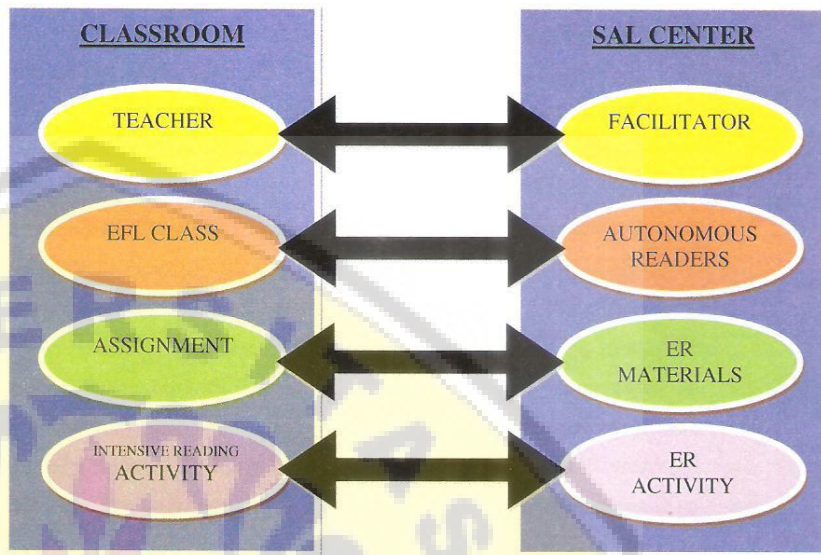 CLASSROOM
SAL CENTER
TEACHER
FACILITATOR
EFL CLASS
AUTONOMOUS
READERS
ASSIGNMENT
ER
MATERIALS
INTENSIVE READING
ACTIVITY
ER
ACTIVITY